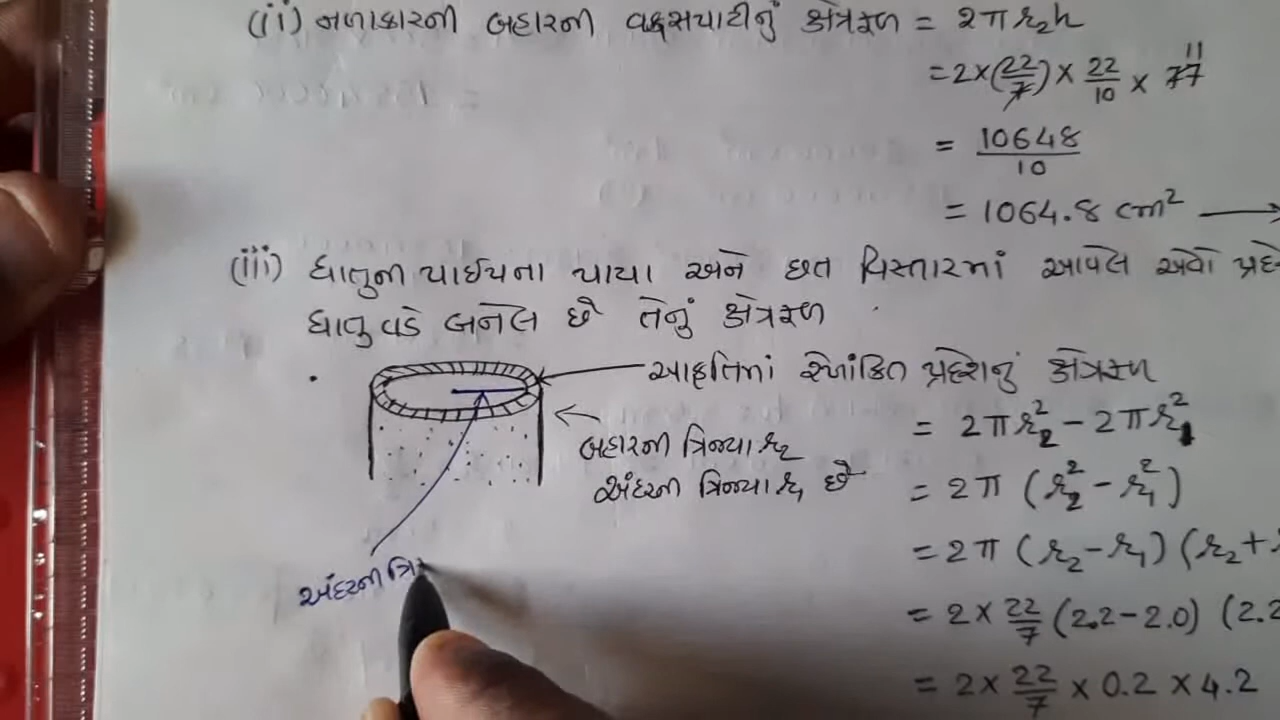 (ii) નળાકારની બહારની વક્રસપાટીનું ક્ષેત્રફળ = 2πr₂h
= 2×(22/7) × 22/10 × 77 11
= 10648/10
= 1064.8 cm² →
(iii) ધાતુના પાઈપના પાયા અને છત વિસ્તારમાં આપેલ એવો
ધાતુ વડે બનેલ છે તેનું ક્ષેત્રફળ
આકૃતિમાં રેખાંકિત પ્રદેશનું ક્ષેત્રફળ
= 2πr₂² − 2πr₁²
બહારની ત્રિજ્યા r₂
અંદરની ત્રિજ્યા r₁ છે
= 2π (r₂² − r₁²)
= 2π (r₂ − r₁) (r₂ +
અંદરની
= 2 × 22/7 (2.2 − 2.0) (2.2
= 2 × 22/7 × 0.2 × 4.2